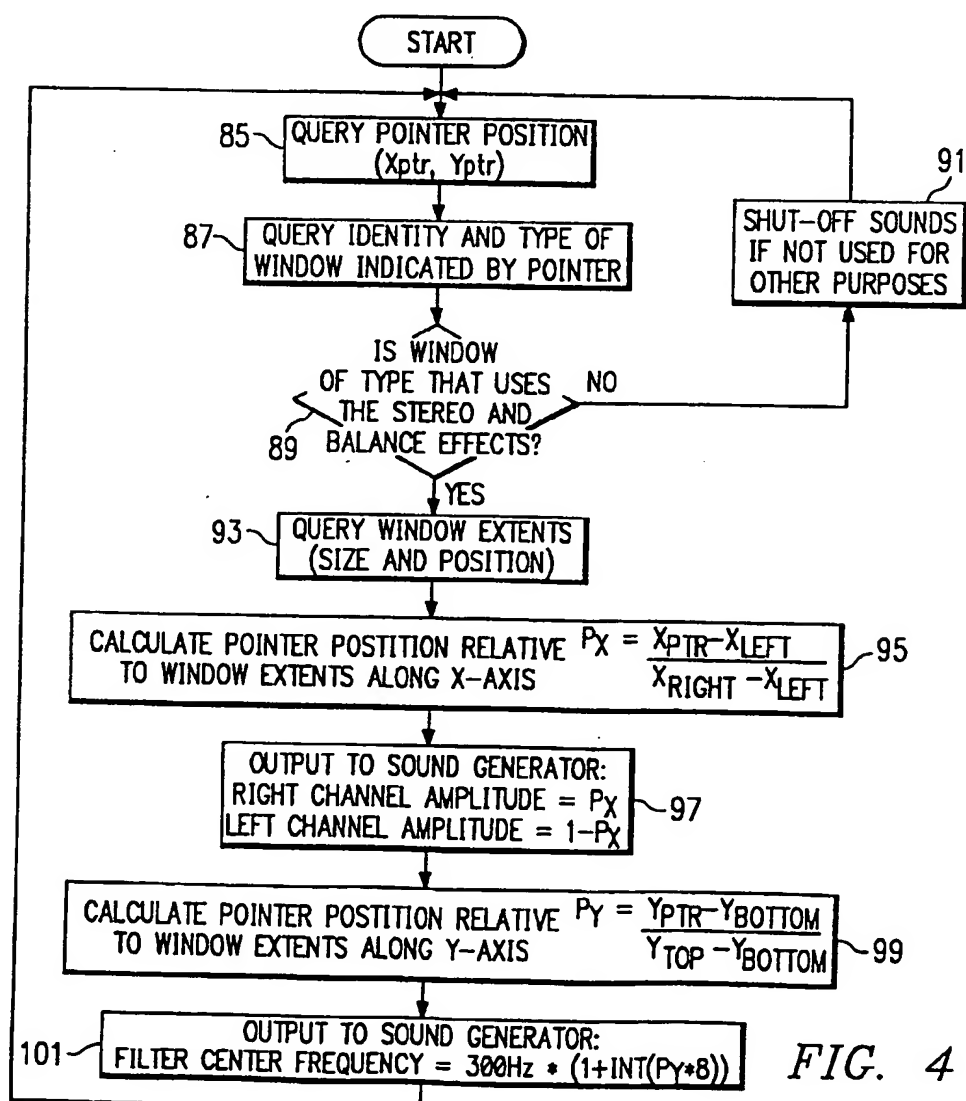 START
85
QUERY POINTER POSITION
(Xptr, Yptr)
91
SHUT-OFF SOUNDS
IF NOT USED FOR
OTHER PURPOSES
87
QUERY IDENTITY AND TYPE OF
WINDOW INDICATED BY POINTER
IS WINDOW
OF TYPE THAT USES
THE STEREO AND
BALANCE EFFECTS?
89
NO
YES
93
QUERY WINDOW EXTENTS
(SIZE AND POSITION)
CALCULATE POINTER POSTITION RELATIVE
TO WINDOW EXTENTS ALONG X-AXIS
PX = XPTR-XLEFT
XRIGHT -XLEFT
95
OUTPUT TO SOUND GENERATOR:
RIGHT CHANNEL AMPLITUDE = PX
LEFT CHANNEL AMPLITUDE = 1-PX
97
CALCULATE POINTER POSTITION RELATIVE
TO WINDOW EXTENTS ALONG Y-AXIS
PY = YPTR-YBOTTOM
YTOP -YBOTTOM
99
101
OUTPUT TO SOUND GENERATOR:
FILTER CENTER FREQUENCY = 300Hz * (1+INT(PY*8))
FIG. 4